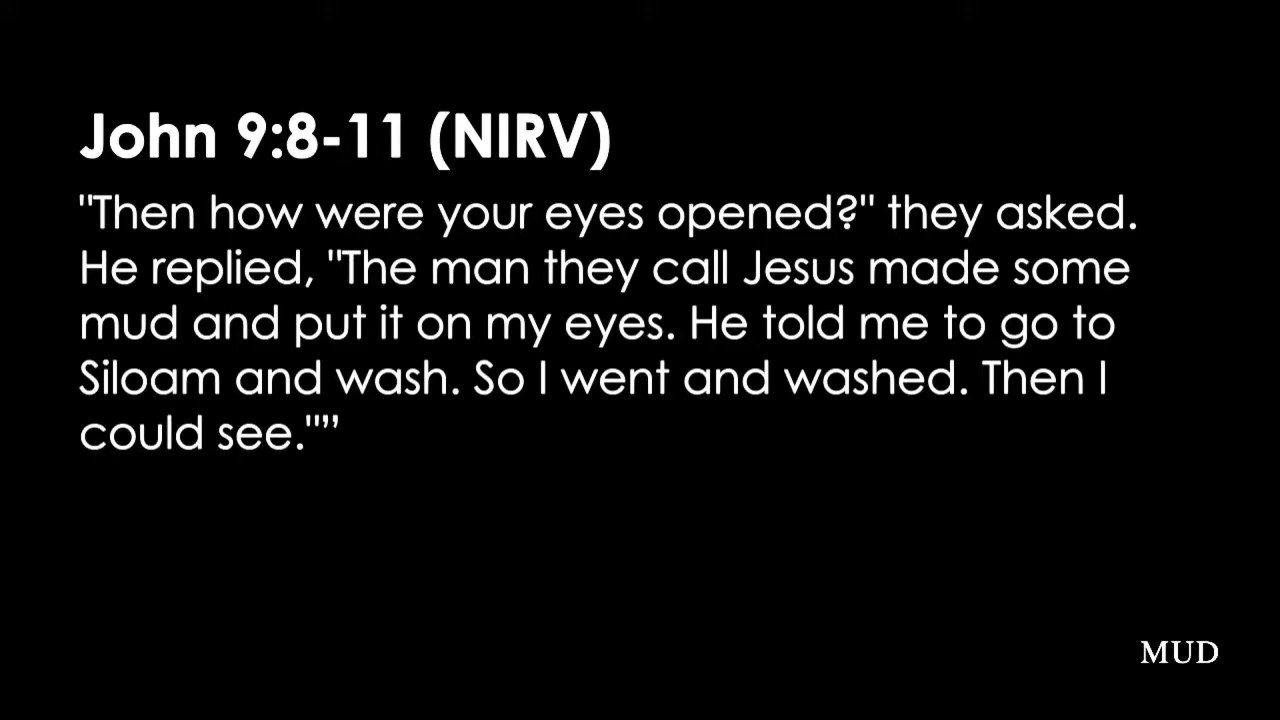 John 9:8-11 (NIRV)
"Then how were your eyes opened?" they asked.
He replied, "The man they call Jesus made some
mud and put it on my eyes. He told me to go to
Siloam and wash. So I went and washed. Then I
could see."”
MUD